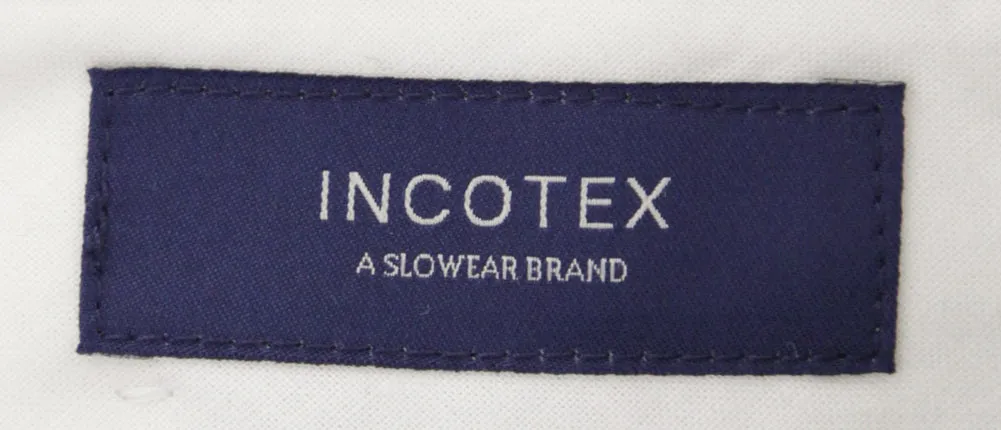 INCOTEX
A SLOWEAR BRAND